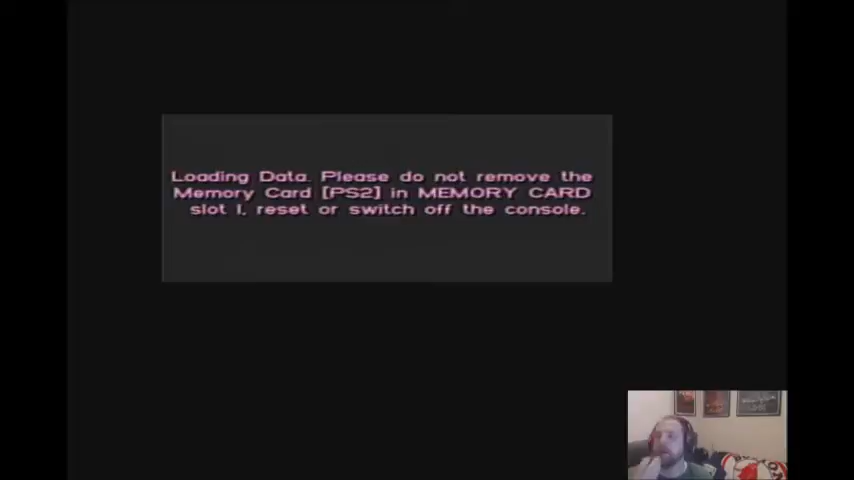 Loading Data. Please do not remove the
Memory Card [PS2] in MEMORY CARD
slot 1, reset or switch off the console.